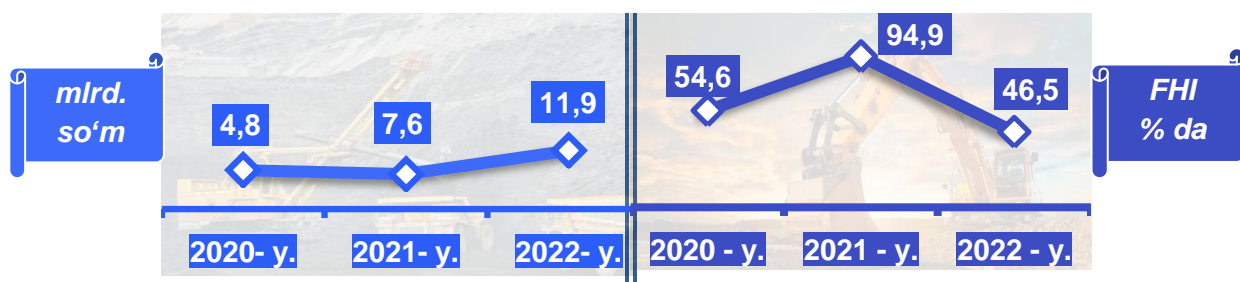 mlrd.
so‘m
4,8
7,6
11,9
2020- y.
2021- y.
2022- y.
54,6
94,9
46,5
2020 - y.
2021 - y.
2022 - y.
FHI
% da